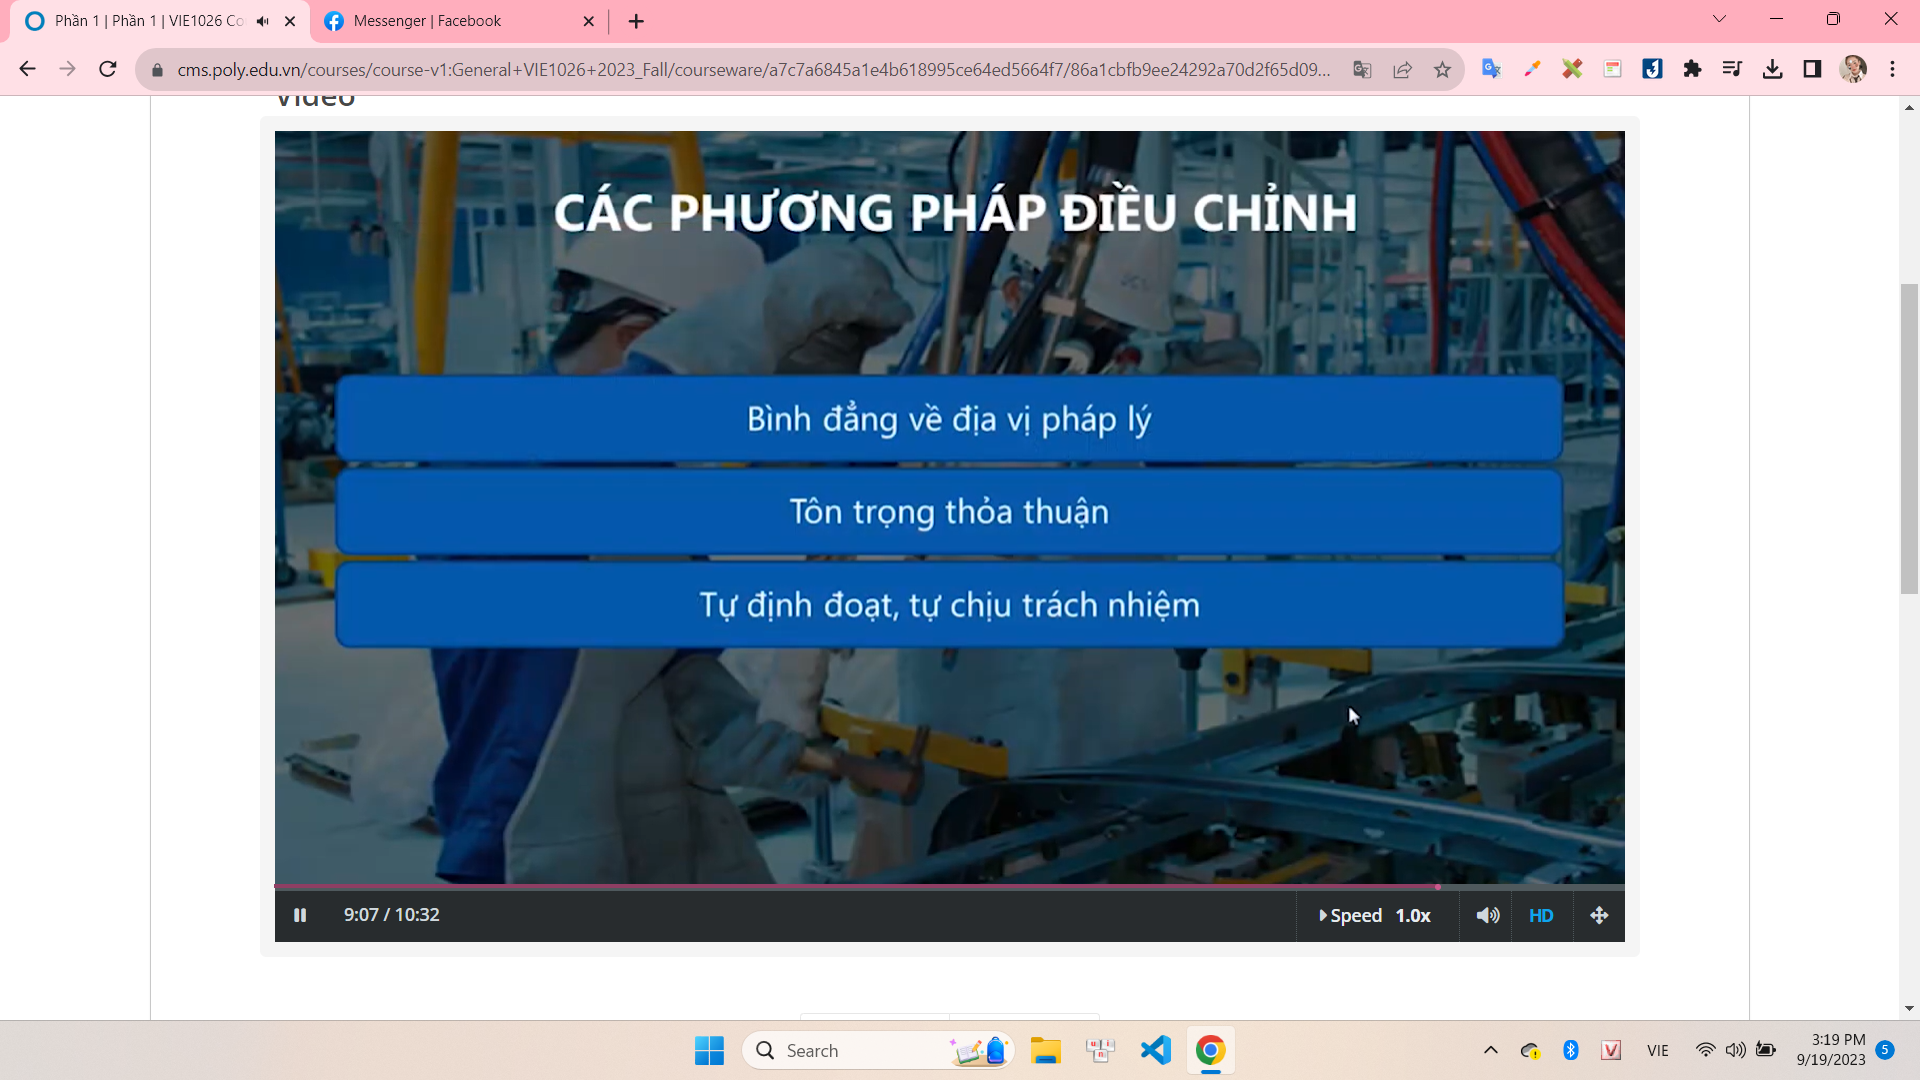 Phần 1 | Phần 1 | VIE1026 Co
Messenger | Facebook
cms.poly.edu.vn/courses/course-v1:General+VIE1026+2023_Fall/courseware/a7c7a6845a1e4b618995ce64ed5664f7/86a1cbfb9ee24292a70d2f65d09...
Video
CÁC PHƯƠNG PHÁP ĐIỀU CHỈNH
Bình đẳng về địa vị pháp lý
Tôn trọng thỏa thuận
Tự định đoạt, tự chịu trách nhiệm
9:07 / 10:32
Speed 1.0x
HD
Search
VIE
3:19 PM
9/19/2023
5